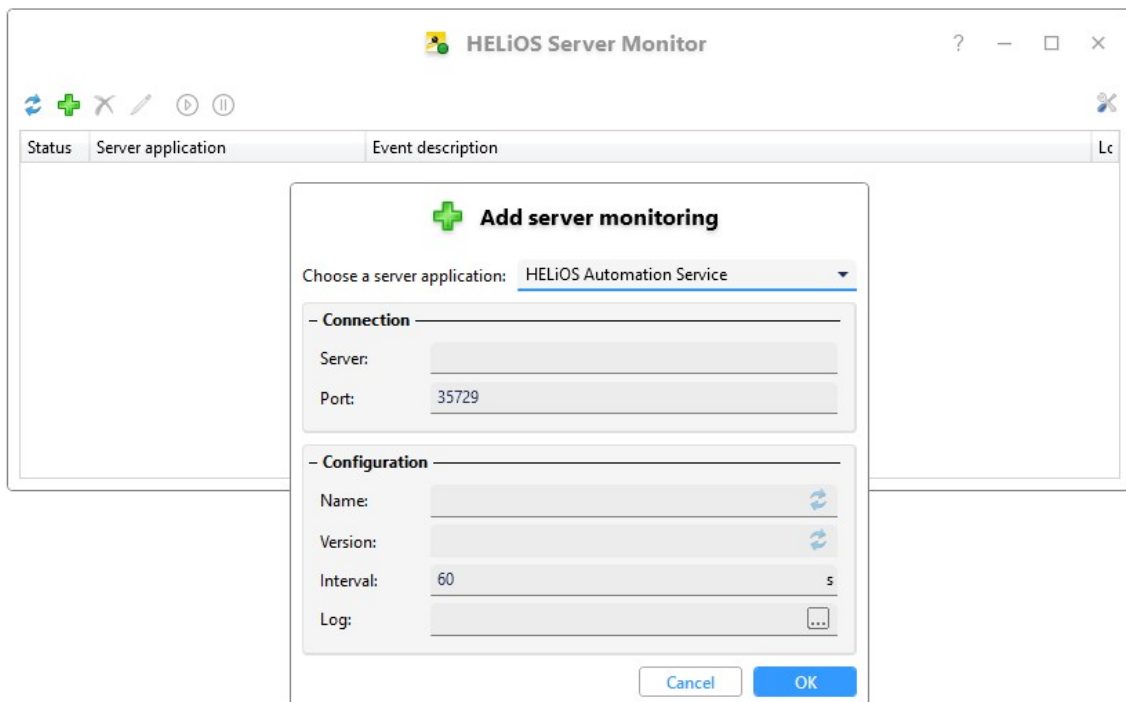 HELiOS Server Monitor
Status Server application Event description Lc
Add server monitoring
Choose a server application: HELiOS Automation Service
Connection
Server:
Port: 35729
Configuration
Name:
Version:
Interval: 60 s
Log: ...
Cancel OK